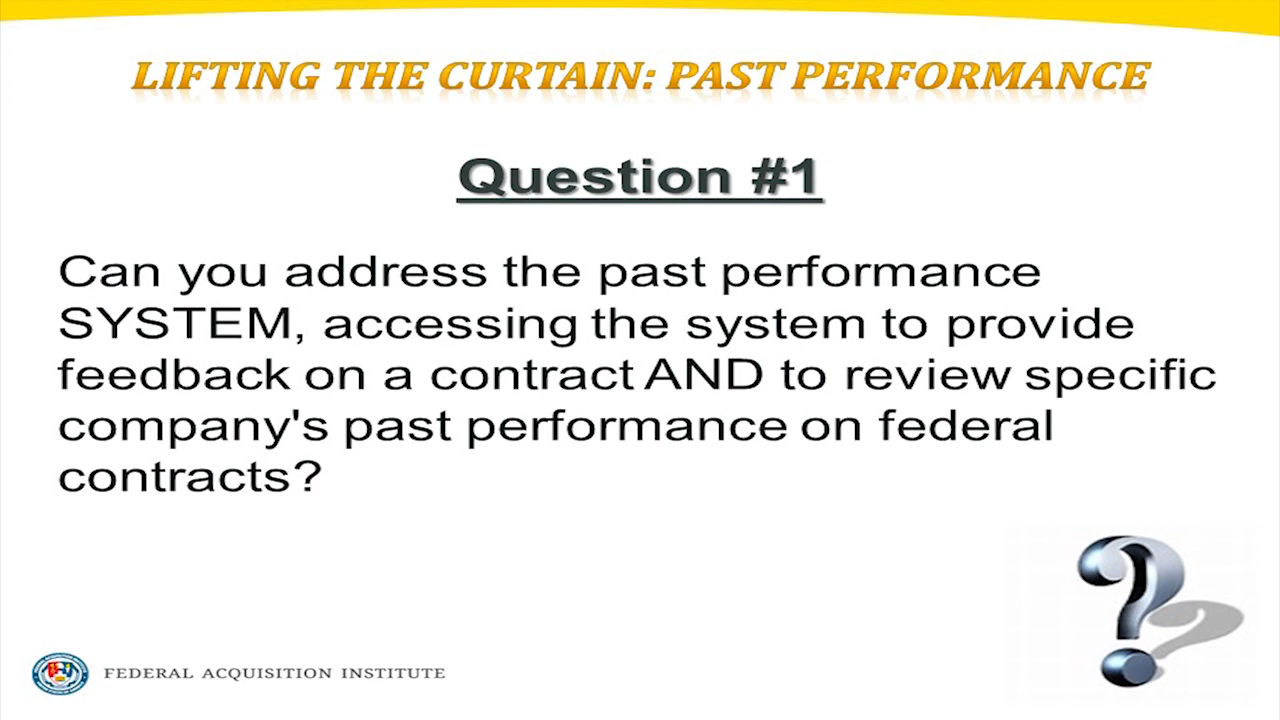 LIFTING THE CURTAIN: PAST PERFORMANCE
Question #1
Can you address the past performance
SYSTEM, accessing the system to provide
feedback on a contract AND to review specific
company's past performance on federal
contracts?
FEDERAL ACQUISITION INSTITUTE